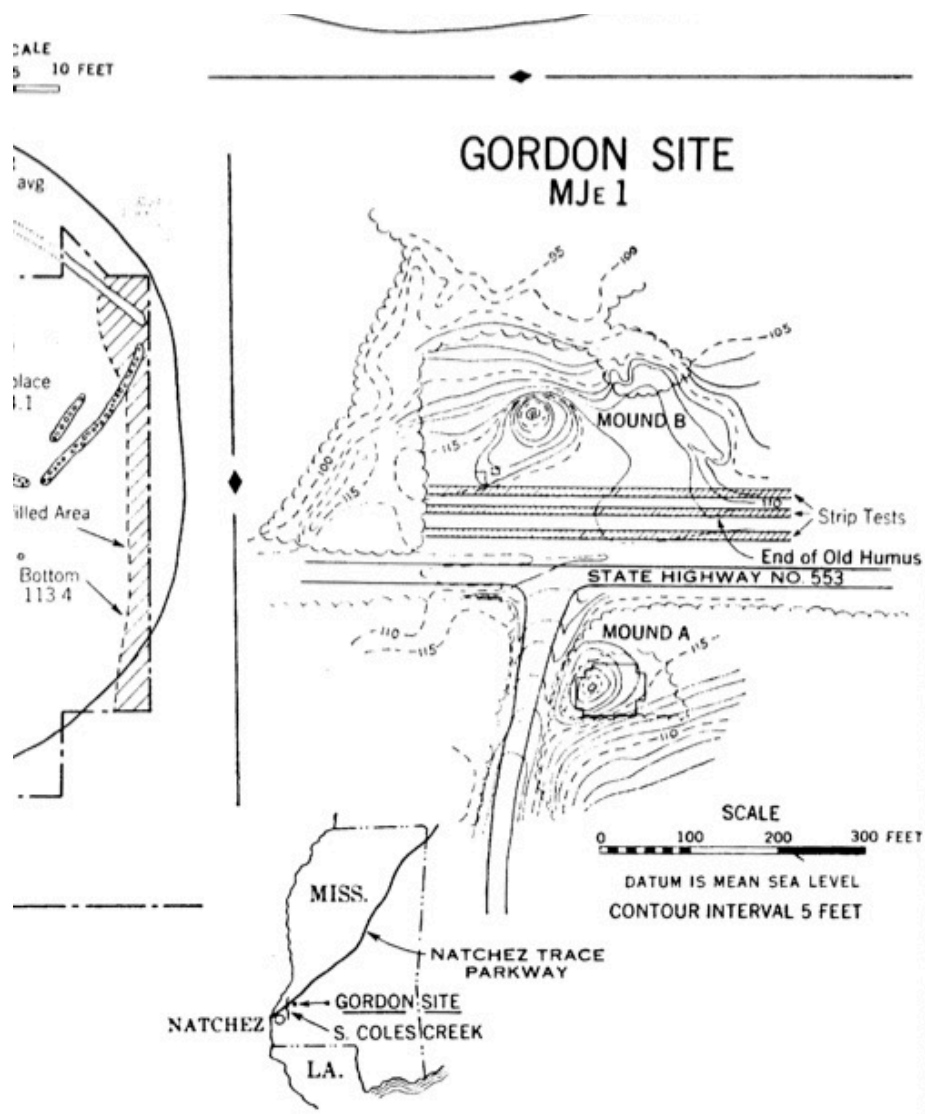 CALE
5 10 FEET
avg
place
4.1
illed Area
Bottom
113 4
GORDON SITE
MJE 1
95
100
105
MOUND B
115
100
115
110
Strip Tests
End of Old Humus
STATE HIGHWAY NO. 553
MOUND A
110
115
115
110
SCALE
0 100 200 300 FEET
DATUM IS MEAN SEA LEVEL
CONTOUR INTERVAL 5 FEET
MISS.
NATCHEZ TRACE
PARKWAY
GORDON SITE
NATCHEZ
S. COLES CREEK
LA.